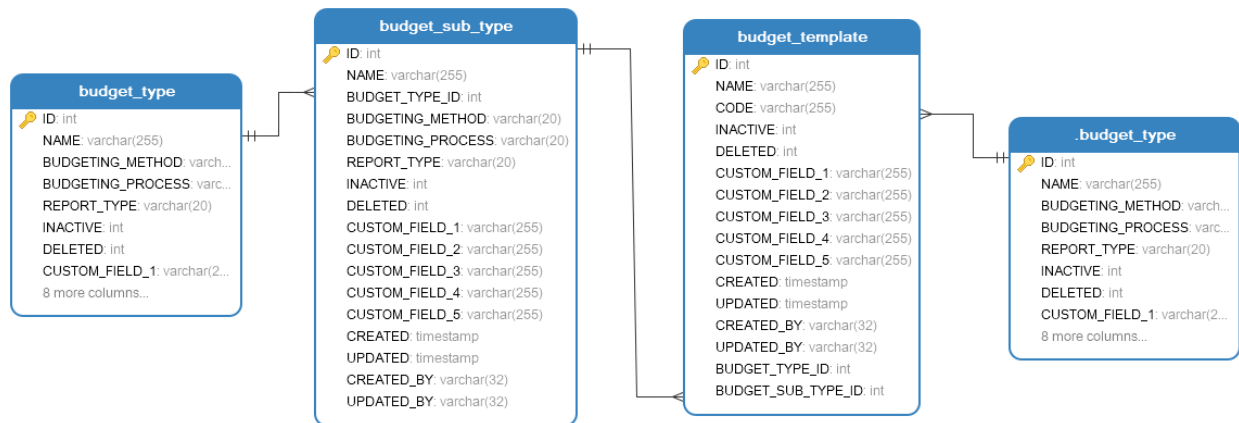 budget_type
ID: int
NAME: varchar(255)
BUDGETING_METHOD: varch...
BUDGETING_PROCESS: varc...
REPORT_TYPE: varchar(20)
INACTIVE: int
DELETED: int
CUSTOM_FIELD_1: varchar(2...
8 more columns...
budget_sub_type
ID: int
NAME: varchar(255)
BUDGET_TYPE_ID: int
BUDGETING_METHOD: varchar(20)
BUDGETING_PROCESS: varchar(20)
REPORT_TYPE: varchar(20)
INACTIVE: int
DELETED: int
CUSTOM_FIELD_1: varchar(255)
CUSTOM_FIELD_2: varchar(255)
CUSTOM_FIELD_3: varchar(255)
CUSTOM_FIELD_4: varchar(255)
CUSTOM_FIELD_5: varchar(255)
CREATED: timestamp
UPDATED: timestamp
CREATED_BY: varchar(32)
UPDATED_BY: varchar(32)
budget_template
ID: int
NAME: varchar(255)
CODE: varchar(255)
INACTIVE: int
DELETED: int
CUSTOM_FIELD_1: varchar(255)
CUSTOM_FIELD_2: varchar(255)
CUSTOM_FIELD_3: varchar(255)
CUSTOM_FIELD_4: varchar(255)
CUSTOM_FIELD_5: varchar(255)
CREATED: timestamp
UPDATED: timestamp
CREATED_BY: varchar(32)
UPDATED_BY: varchar(32)
BUDGET_TYPE_ID: int
BUDGET_SUB_TYPE_ID: int
.budget_type
ID: int
NAME: varchar(255)
BUDGETING_METHOD: varch...
BUDGETING_PROCESS: varc...
REPORT_TYPE: varchar(20)
INACTIVE: int
DELETED: int
CUSTOM_FIELD_1: varchar(2...
8 more columns...